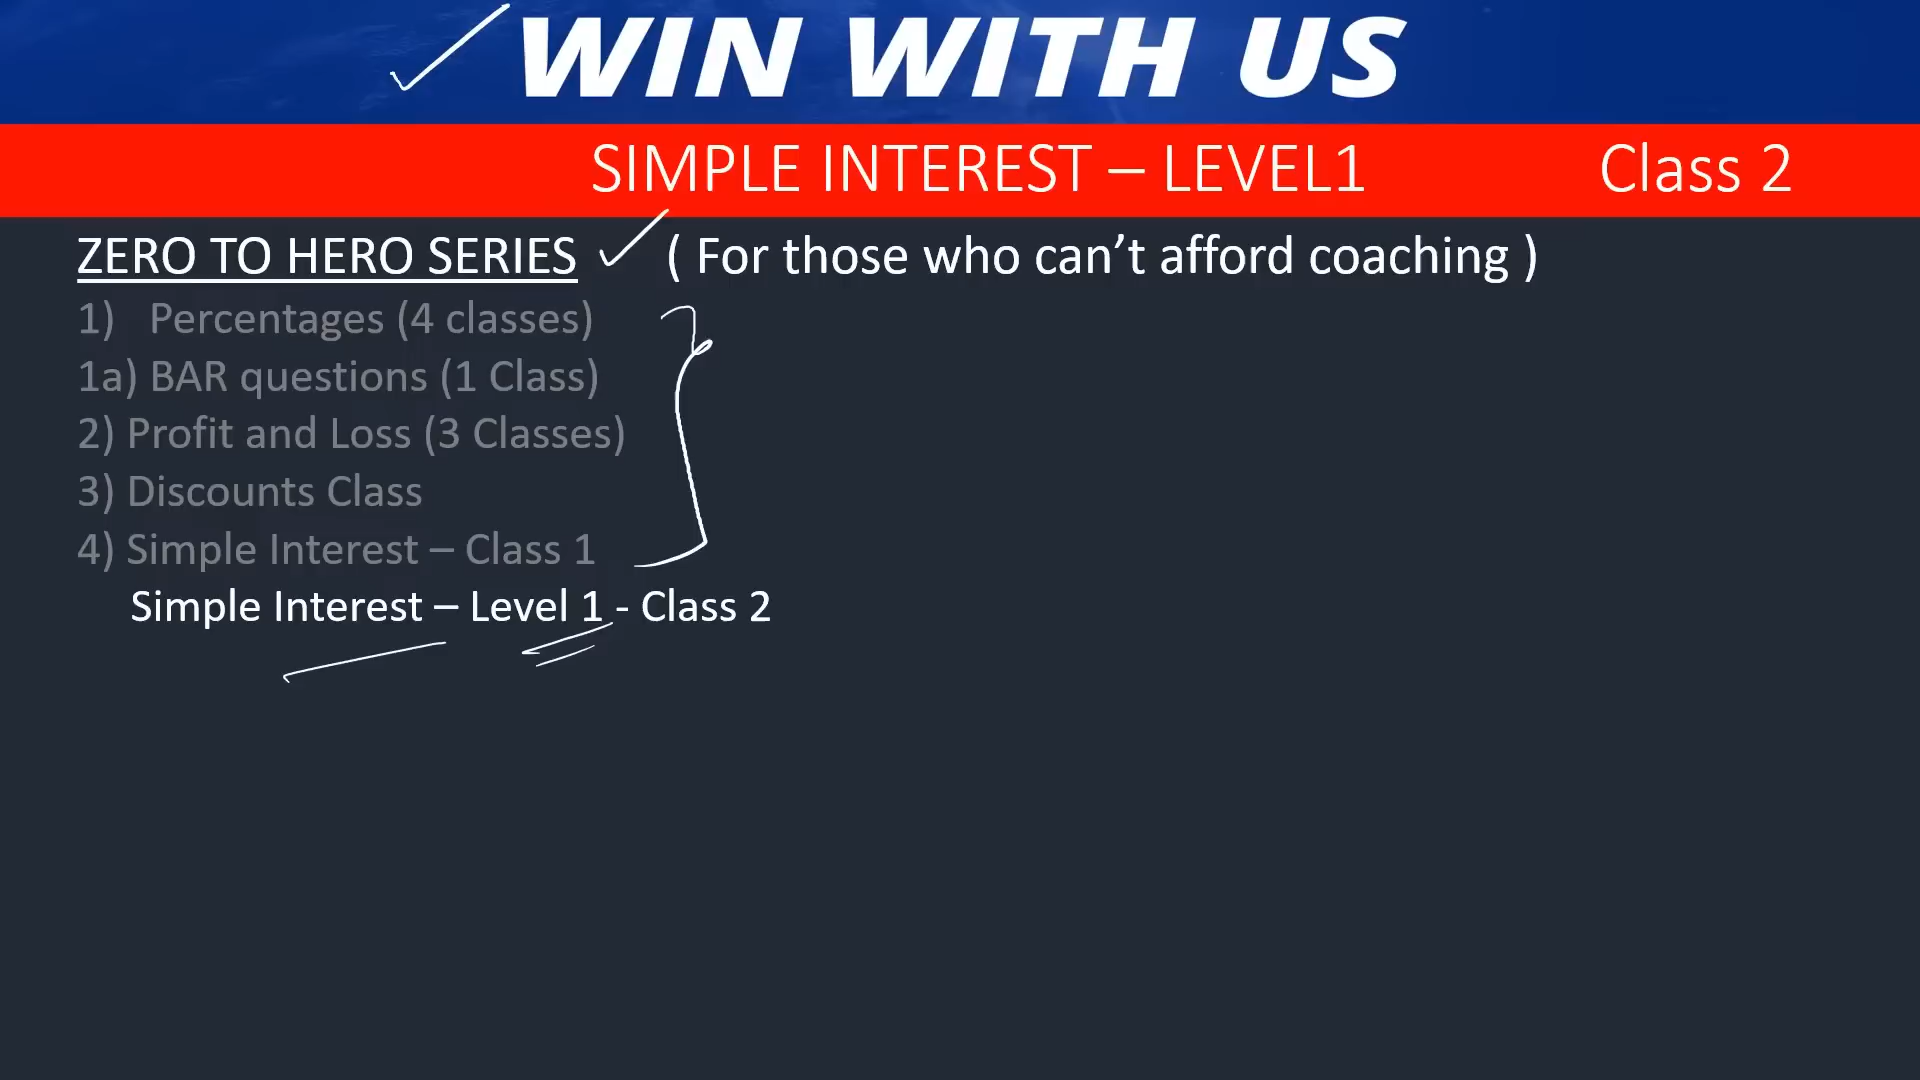 WIN WITH US
SIMPLE INTEREST – LEVEL1 Class 2
ZERO TO HERO SERIES ( For those who can’t afford coaching )
1) Percentages (4 classes)
1a) BAR questions (1 Class)
2) Profit and Loss (3 Classes)
3) Discounts Class
4) Simple Interest – Class 1
Simple Interest – Level 1 - Class 2